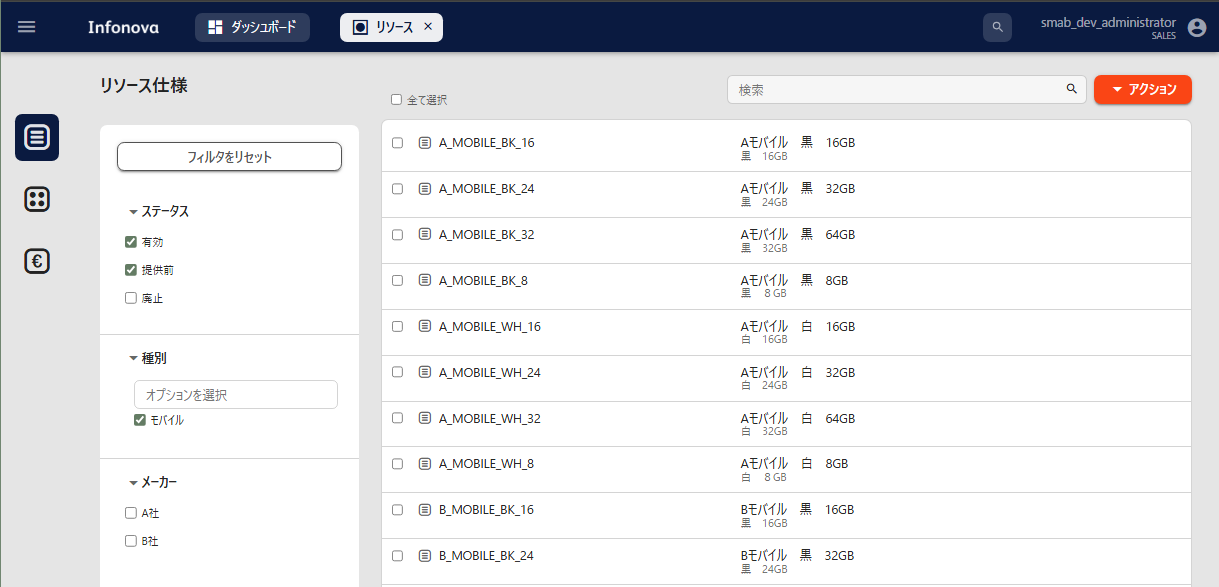 Infonova
ダッシュボード
リソース ×
smab_dev_administrator
SALES
リソース仕様
全て選択
検索
アクション
フィルタをリセット
ステータス
有効
提供前
廃止
種別
オプションを選択
モバイル
メーカー
A社
B社
€
A_MOBILE_BK_16 Aモバイル 黒 16GB
黒 16GB
A_MOBILE_BK_24 Aモバイル 黒 32GB
黒 24GB
A_MOBILE_BK_32 Aモバイル 黒 64GB
黒 32GB
A_MOBILE_BK_8 Aモバイル 黒 8GB
黒 8 GB
A_MOBILE_WH_16 Aモバイル 白 16GB
白 16GB
A_MOBILE_WH_24 Aモバイル 白 32GB
白 24GB
A_MOBILE_WH_32 Aモバイル 白 64GB
白 32GB
A_MOBILE_WH_8 Aモバイル 白 8GB
白 8 GB
B_MOBILE_BK_16 Bモバイル 黒 16GB
黒 16GB
B_MOBILE_BK_24 Bモバイル 黒 32GB
黒 24GB